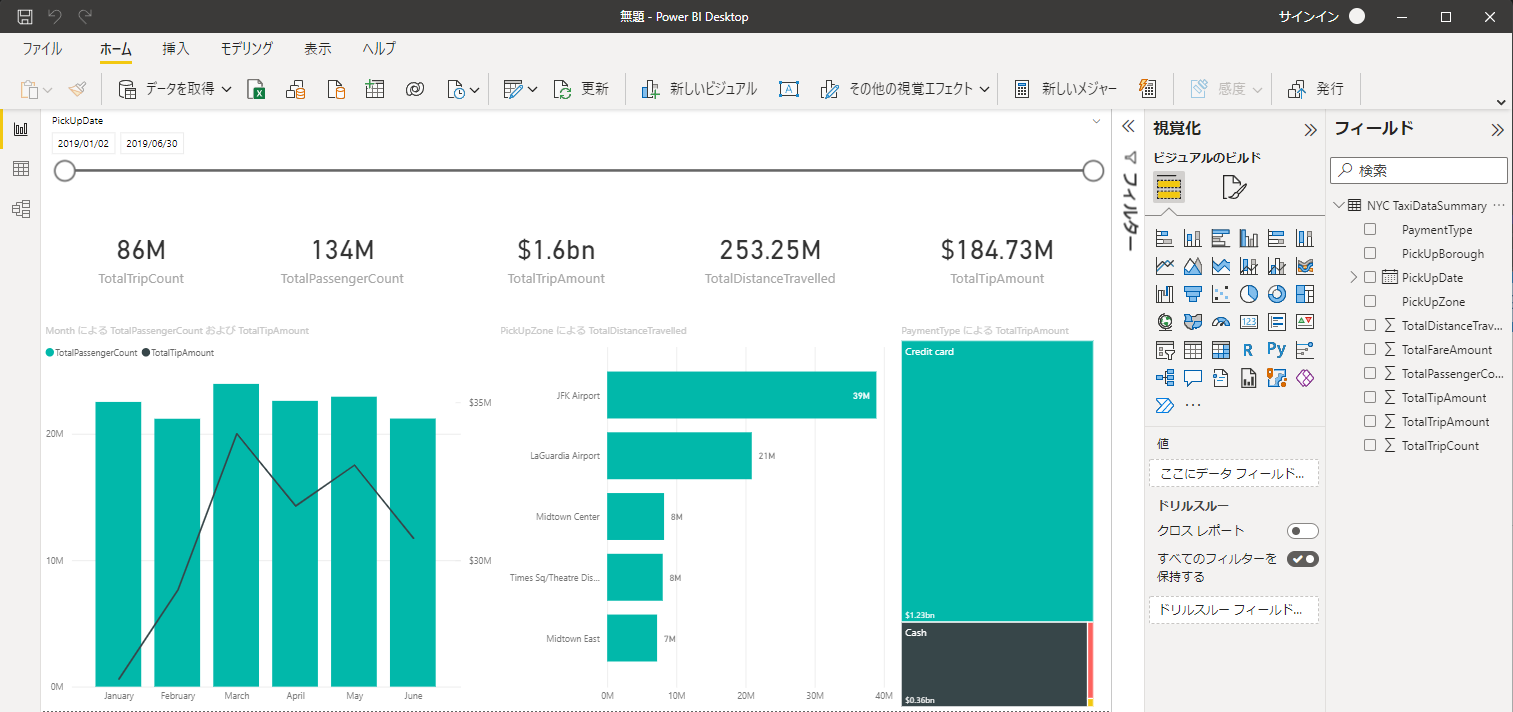 無題 - Power BI Desktop
サインイン
ファイル
ホーム
挿入
モデリング
表示
ヘルプ
データを取得
更新
新しいビジュアル
その他の視覚エフェクト
新しいメジャー
感度
発行
PickUpDate
2019/01/02
2019/06/30
86M
TotalTripCount
134M
TotalPassengerCount
$1.6bn
TotalTripAmount
253.25M
TotalDistanceTravelled
$184.73M
TotalTipAmount
Month による TotalPassengerCount および TotalTipAmount
TotalPassengerCount
TotalTipAmount
$35M
20M
10M
$30M
0M
January
February
March
April
May
June
PickUpZone による TotalDistanceTravelled
JFK Airport
39M
LaGuardia Airport
21M
Midtown Center
8M
Times Sq/Theatre Dis...
8M
Midtown East
7M
0M
10M
20M
30M
40M
PaymentType による TotalTripAmount
Credit card
$1.23bn
Cash
$0.36bn
フィルター
視覚化
ビジュアルのビルド
R
Py
123
値
ここにデータ フィールド...
ドリルスルー
クロス レポート
すべてのフィルターを
保持する
ドリルスルー フィールド...
フィールド
検索
NYC TaxiDataSummary
PaymentType
PickUpBorough
PickUpDate
PickUpZone
TotalDistanceTrav...
TotalFareAmount
TotalPassengerCo...
TotalTipAmount
TotalTripAmount
TotalTripCount